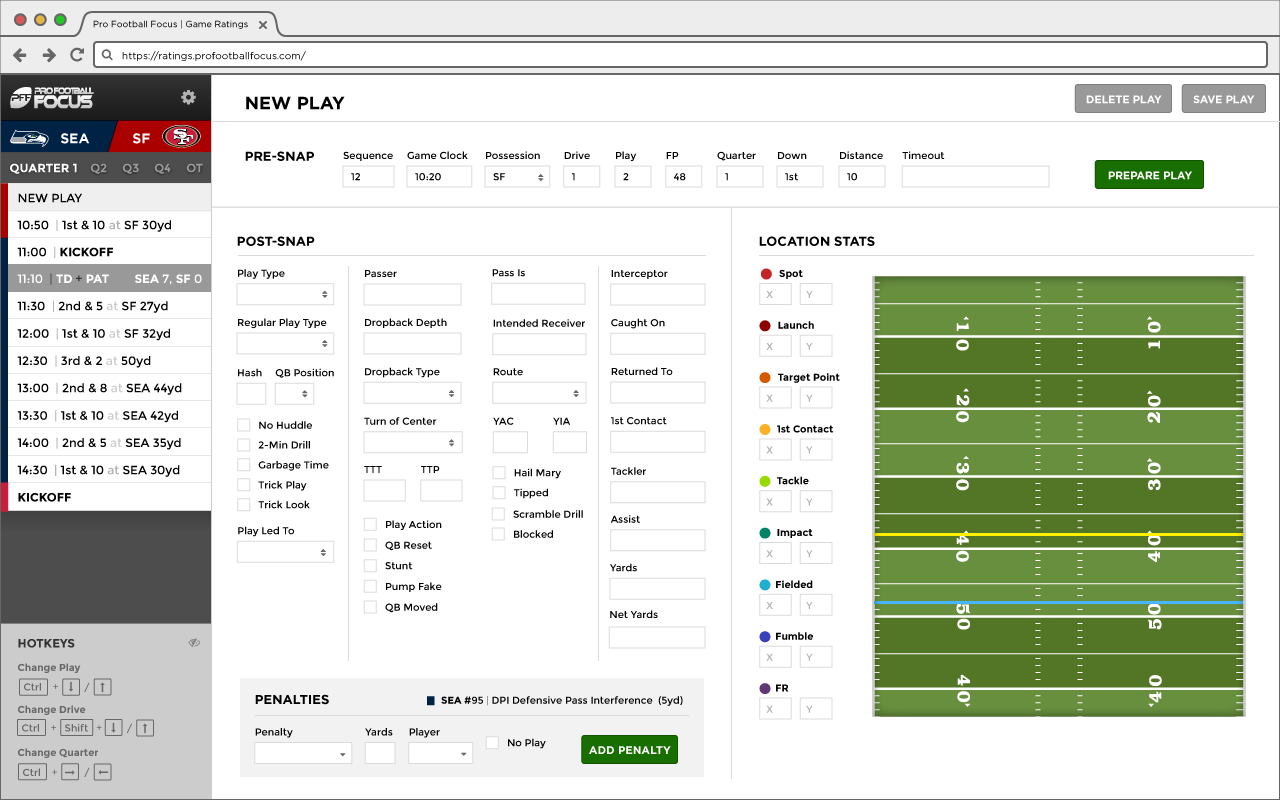 Pro Football Focus | Game Ratings
https://ratings.profootballfocus.com/
PFF PRO FOOTBALL FOCUS
SEA SF SF
QUARTER 1 Q2 Q3 Q4 OT
NEW PLAY
10:50 | 1st & 10 at SF 30yd
11:00 | KICKOFF
11:10 | TD + PAT SEA 7, SF 0
11:30 | 2nd & 5 at SF 27yd
12:00 | 1st & 10 at SF 32yd
12:30 | 3rd & 2 at 50yd
13:00 | 2nd & 8 at SEA 44yd
13:30 | 1st & 10 at SEA 42yd
14:00 | 2nd & 5 at SEA 35yd
14:30 | 1st & 10 at SEA 30yd
KICKOFF
HOTKEYS
Change Play
Ctrl + ↓ / ↑
Change Drive
Ctrl + Shift + ↓ / ↑
Change Quarter
Ctrl + → / ←
NEW PLAY
DELETE PLAY SAVE PLAY
PRE-SNAP
Sequence Game Clock Possession Drive Play FP Quarter Down Distance Timeout
12 10:20 SF 1 2 48 1 1st 10
PREPARE PLAY
POST-SNAP
Play Type
Regular Play Type
Hash QB Position
No Huddle
2-Min Drill
Garbage Time
Trick Play
Trick Look
Play Led To
Passer
Dropback Depth
Dropback Type
Turn of Center
TTT TTP
Play Action
QB Reset
Stunt
Pump Fake
QB Moved
Pass Is
Intended Receiver
Route
YAC YIA
Hail Mary
Tipped
Scramble Drill
Blocked
Interceptor
Caught On
Returned To
1st Contact
Tackler
Assist
Yards
Net Yards
PENALTIES
SEA #95 | DPI Defensive Pass Interference (5yd)
Penalty Yards Player
No Play
ADD PENALTY
LOCATION STATS
Spot
X Y
Launch
X Y
Target Point
X Y
1st Contact
X Y
Tackle
X Y
Impact
X Y
Fielded
X Y
Fumble
X Y
FR
X Y
10 10
20 20
30 30
40 40
50 50
40 40